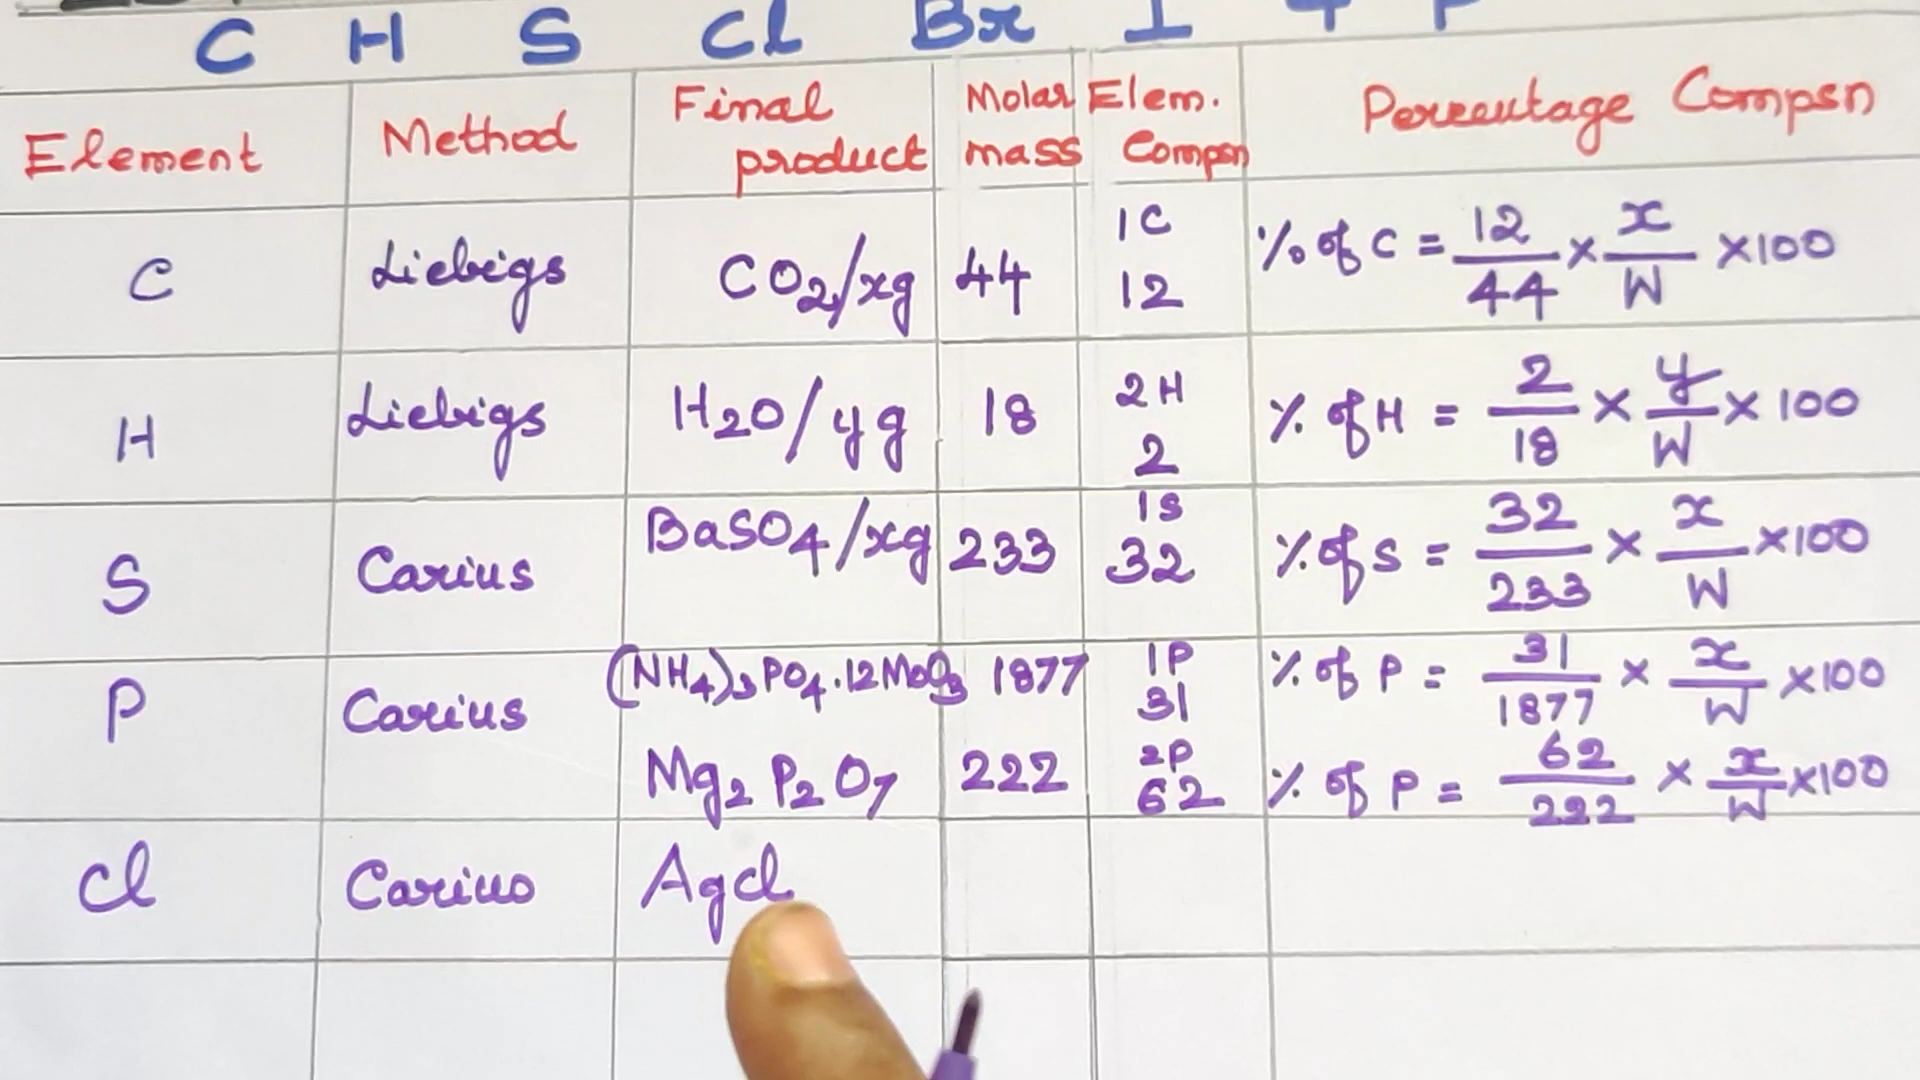 C H S Cl Br I
Element Method Final product Molar mass Elem. Compsn Percentage Compsn
C Liebigs CO2/xg 44 1C 12 % of C = 12/44 × x/W ×100
H Liebigs H2O/yg 18 2H 2 % of H = 2/18 × y/W × 100
S Carius BaSO4/xg 233 1S 32 % of S = 32/233 × x/W ×100
P Carius (NH4)3PO4.12MoO3 1877 1P 31 % of P = 31/1877 × x/W ×100
Mg2P2O7 222 2P 62 % of P = 62/222 × x/W ×100
Cl Carius AgCl